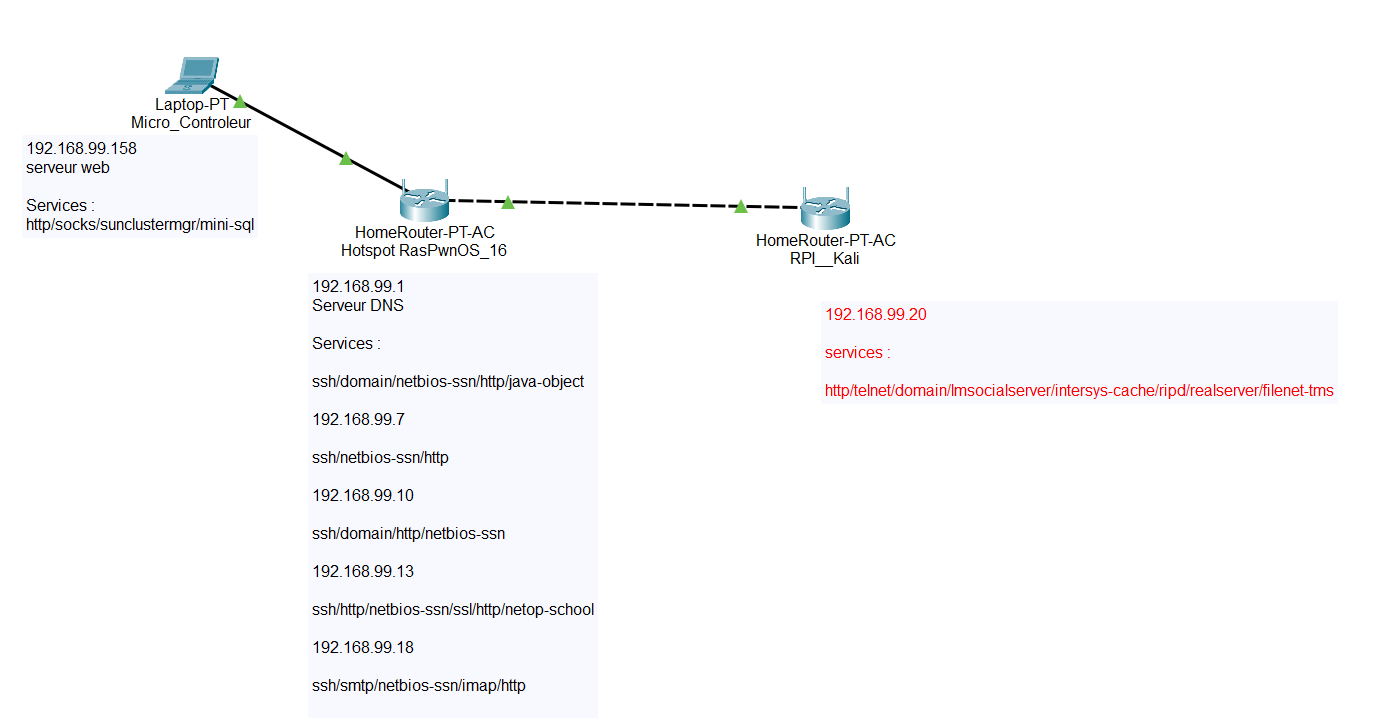 Laptop-PT
Micro_Controleur
192.168.99.158
serveur web
Services :
http/socks/sunclustermgr/mini-sql
HomeRouter-PT-AC
Hotspot RasPwnOS_16
192.168.99.1
Serveur DNS
Services :
ssh/domain/netbios-ssn/http/java-object
192.168.99.7
ssh/netbios-ssn/http
192.168.99.10
ssh/domain/http/netbios-ssn
192.168.99.13
ssh/http/netbios-ssn/ssl/http/netop-school
192.168.99.18
ssh/smtp/netbios-ssn/imap/http
HomeRouter-PT-AC
RPI__Kali
192.168.99.20
services :
http/telnet/domain/lmsocialserver/intersys-cache/ripd/realserver/filenet-tms